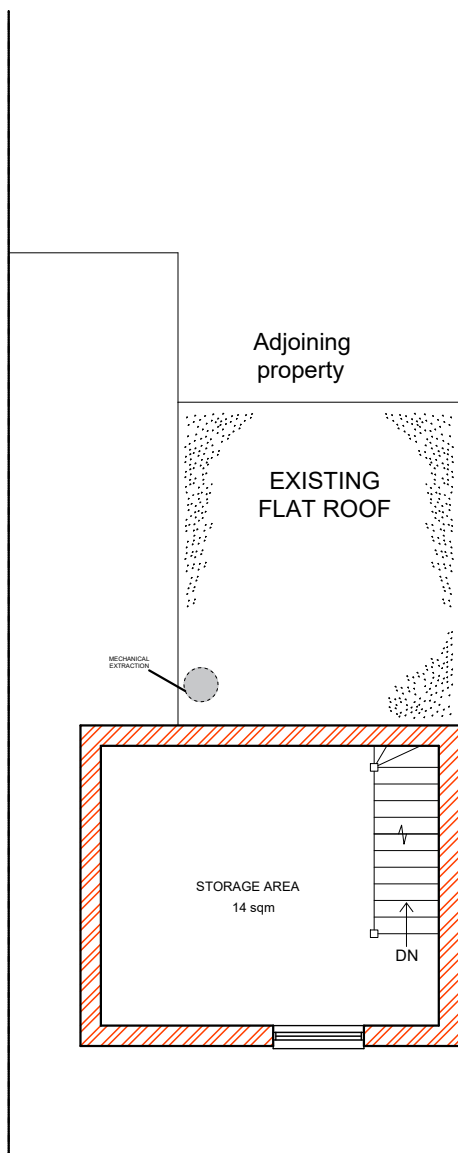 Adjoining
property
EXISTING
FLAT ROOF
MECHANICAL
EXTRACTION
STORAGE AREA
14 sqm
DN